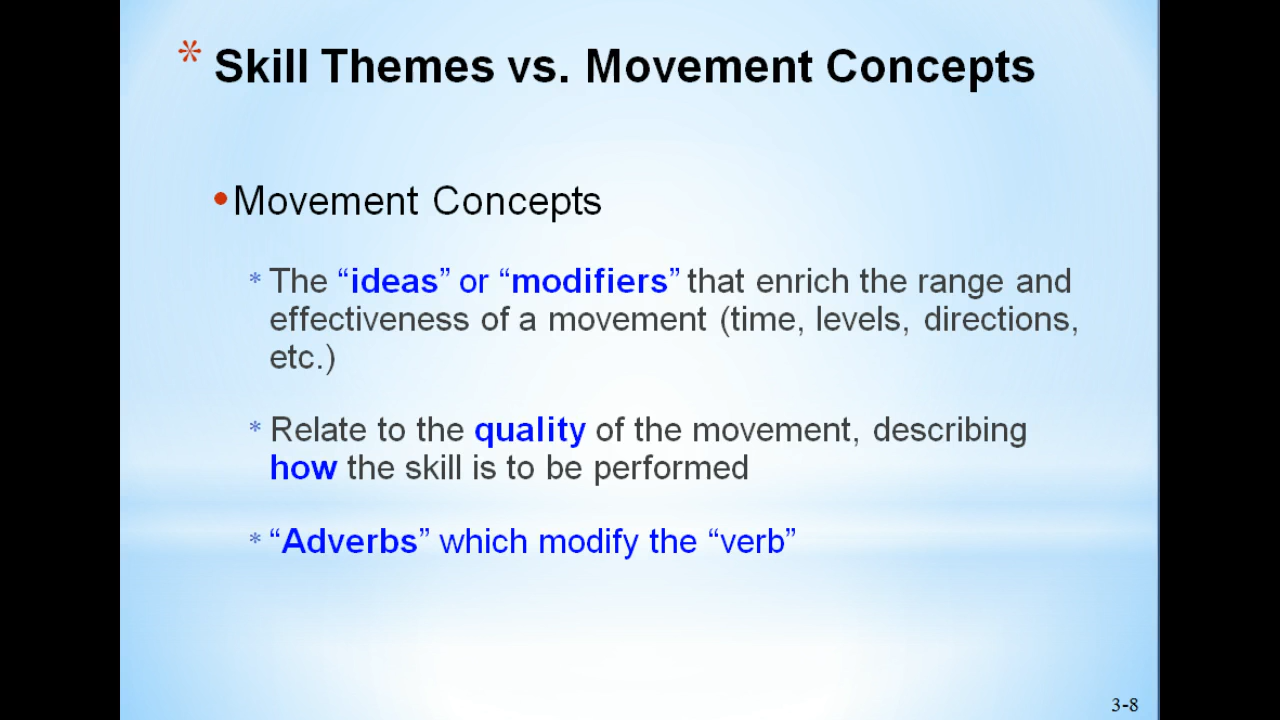 * Skill Themes vs. Movement Concepts
• Movement Concepts
* The “ideas” or “modifiers” that enrich the range and
effectiveness of a movement (time, levels, directions,
etc.)
* Relate to the quality of the movement, describing
how the skill is to be performed
* “Adverbs” which modify the “verb”
3-8